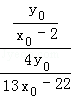 y₀
x₀ − 2
4y₀
13x₀ − 22